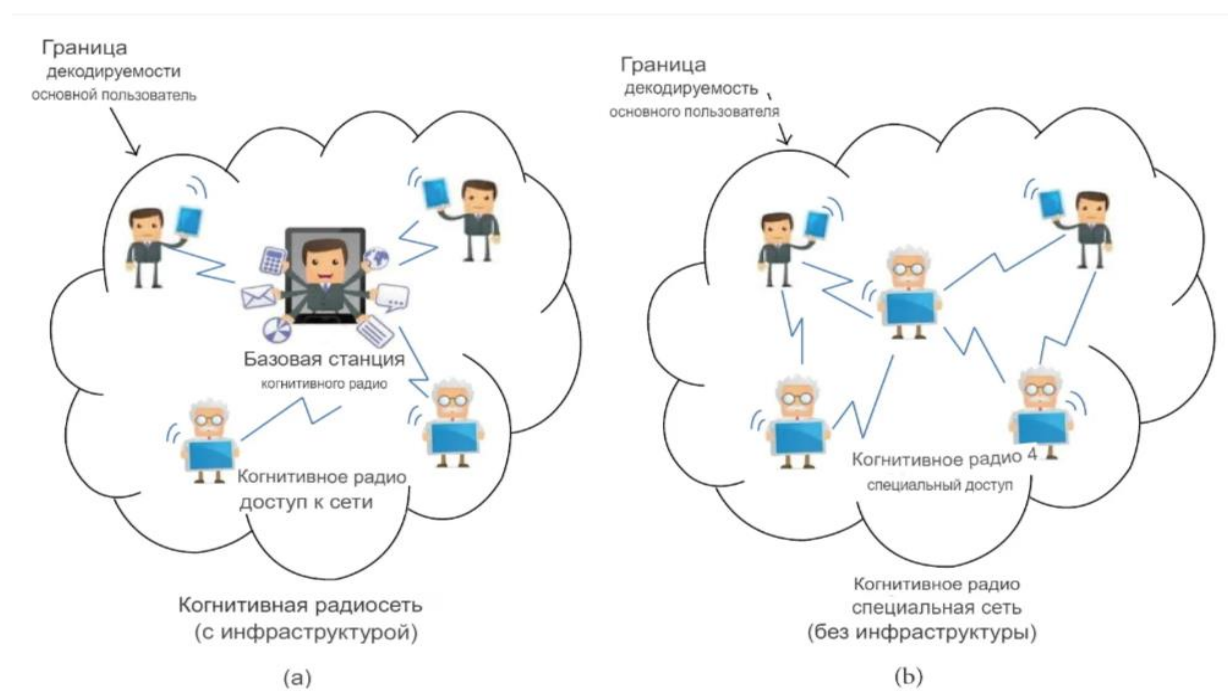 Граница
декодируемости
основной пользователь
Базовая станция
когнитивного радио
Когнитивное радио
доступ к сети
Когнитивная радиосеть
(с инфраструктурой)
(a)
Граница
декодируемость
основного пользователя
Когнитивное радио 4
специальный доступ
Когнитивное радио
специальная сеть
(без инфраструктуры)
(b)